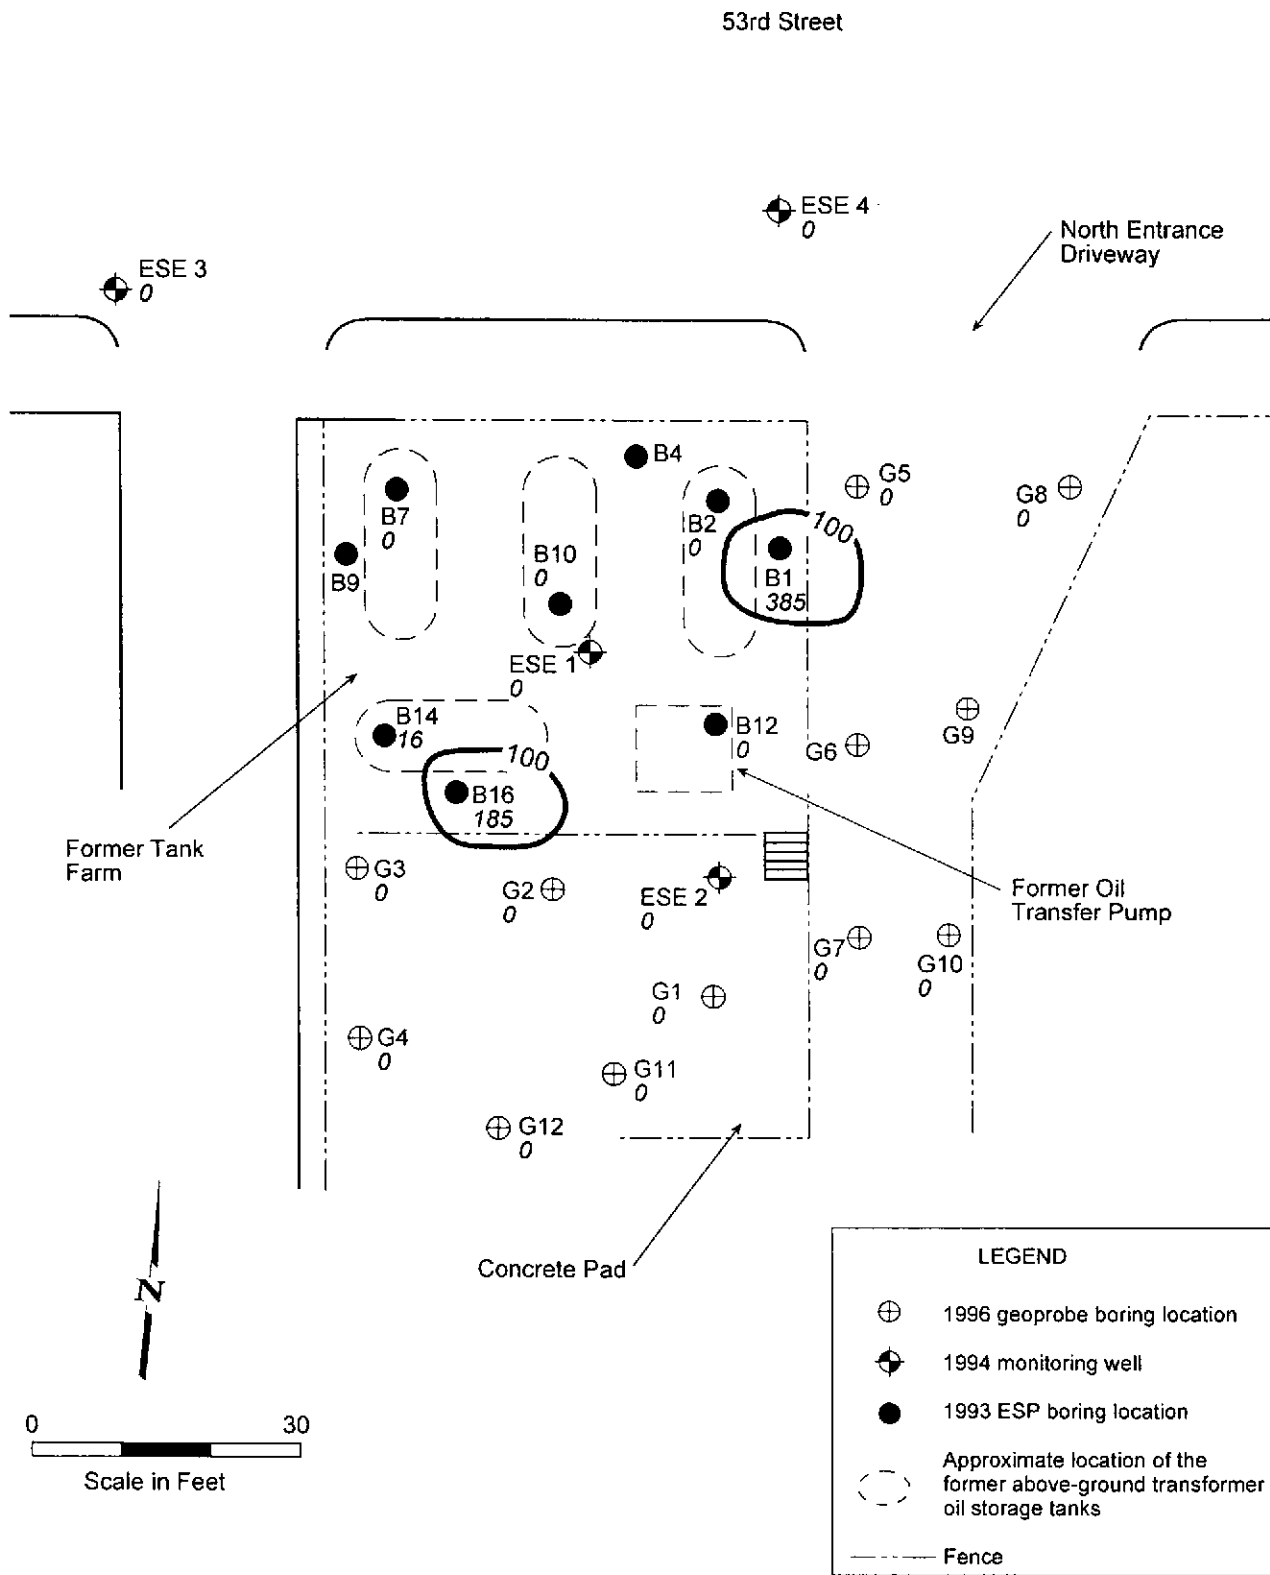 53rd Street
ESE 4
0
North Entrance
Driveway
ESE 3
0
B4
G5
0
G8
0
B7
0
B2
0
100
B9
B10
0
B1
385
ESE 1
0
B14
16
B12
0
G6
G9
100
B16
185
Former Tank
Farm
G3
0
G2
0
ESE 2
0
Former Oil
Transfer Pump
G7
0
G10
0
G1
0
G4
0
G11
0
G12
0
Concrete Pad
N
0 30
Scale in Feet
LEGEND
1996 geoprobe boring location
1994 monitoring well
1993 ESP boring location
Approximate location of the
former above-ground transformer
oil storage tanks
Fence